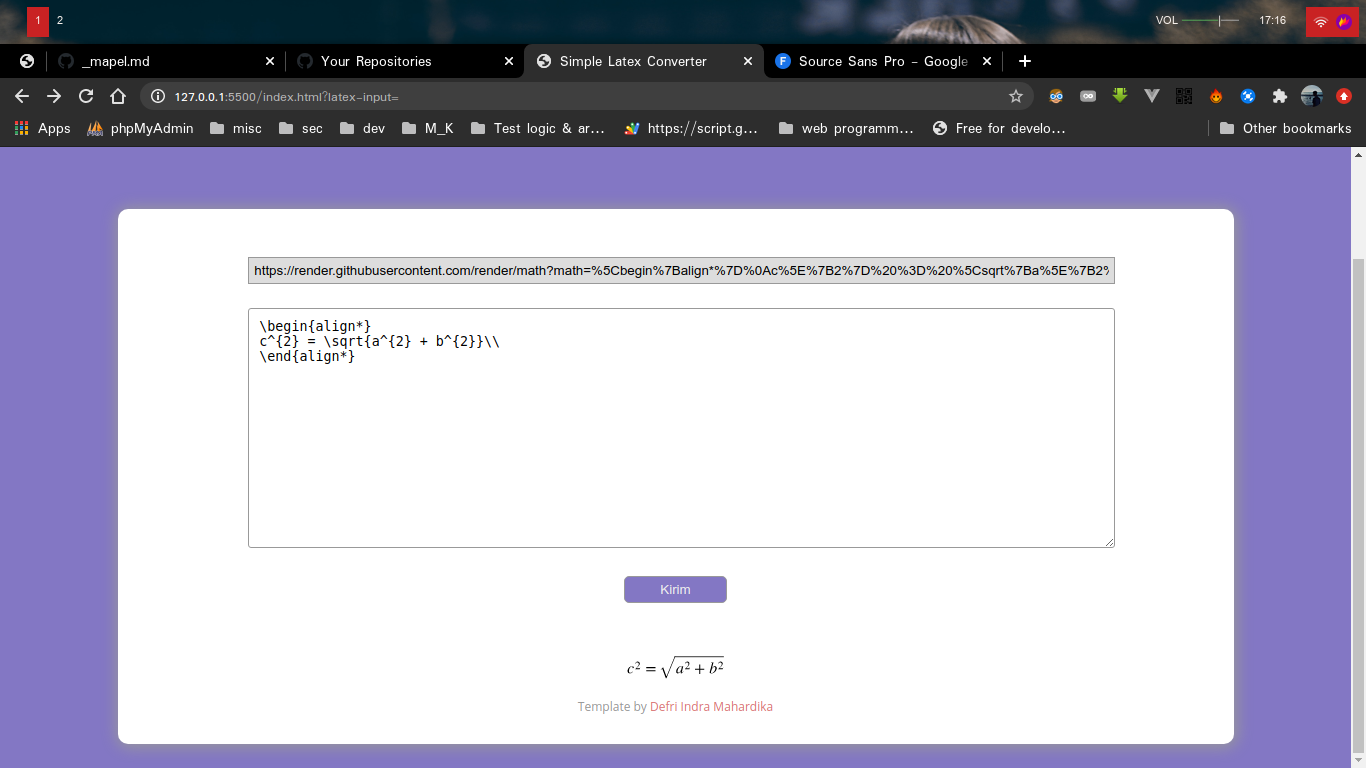 1 2 VOL 17:16
_mapel.md Your Repositories Simple Latex Converter Source Sans Pro – Google
127.0.0.1:5500/index.html?latex-input=
Apps phpMyAdmin misc sec dev M_K Test logic & ar... https://script.g... web programm... Free for develo... Other bookmarks
https://render.githubusercontent.com/render/math?math=%5Cbegin%7Balign*%7D%0Ac%5E%7B2%7D%20%3D%20%5Csqrt%7Ba%5E%7B2%
\begin{align*}
c^{2} = \sqrt{a^{2} + b^{2}}\\
\end{align*}
Kirim
c² = √a² + b²
Template by Defri Indra Mahardika